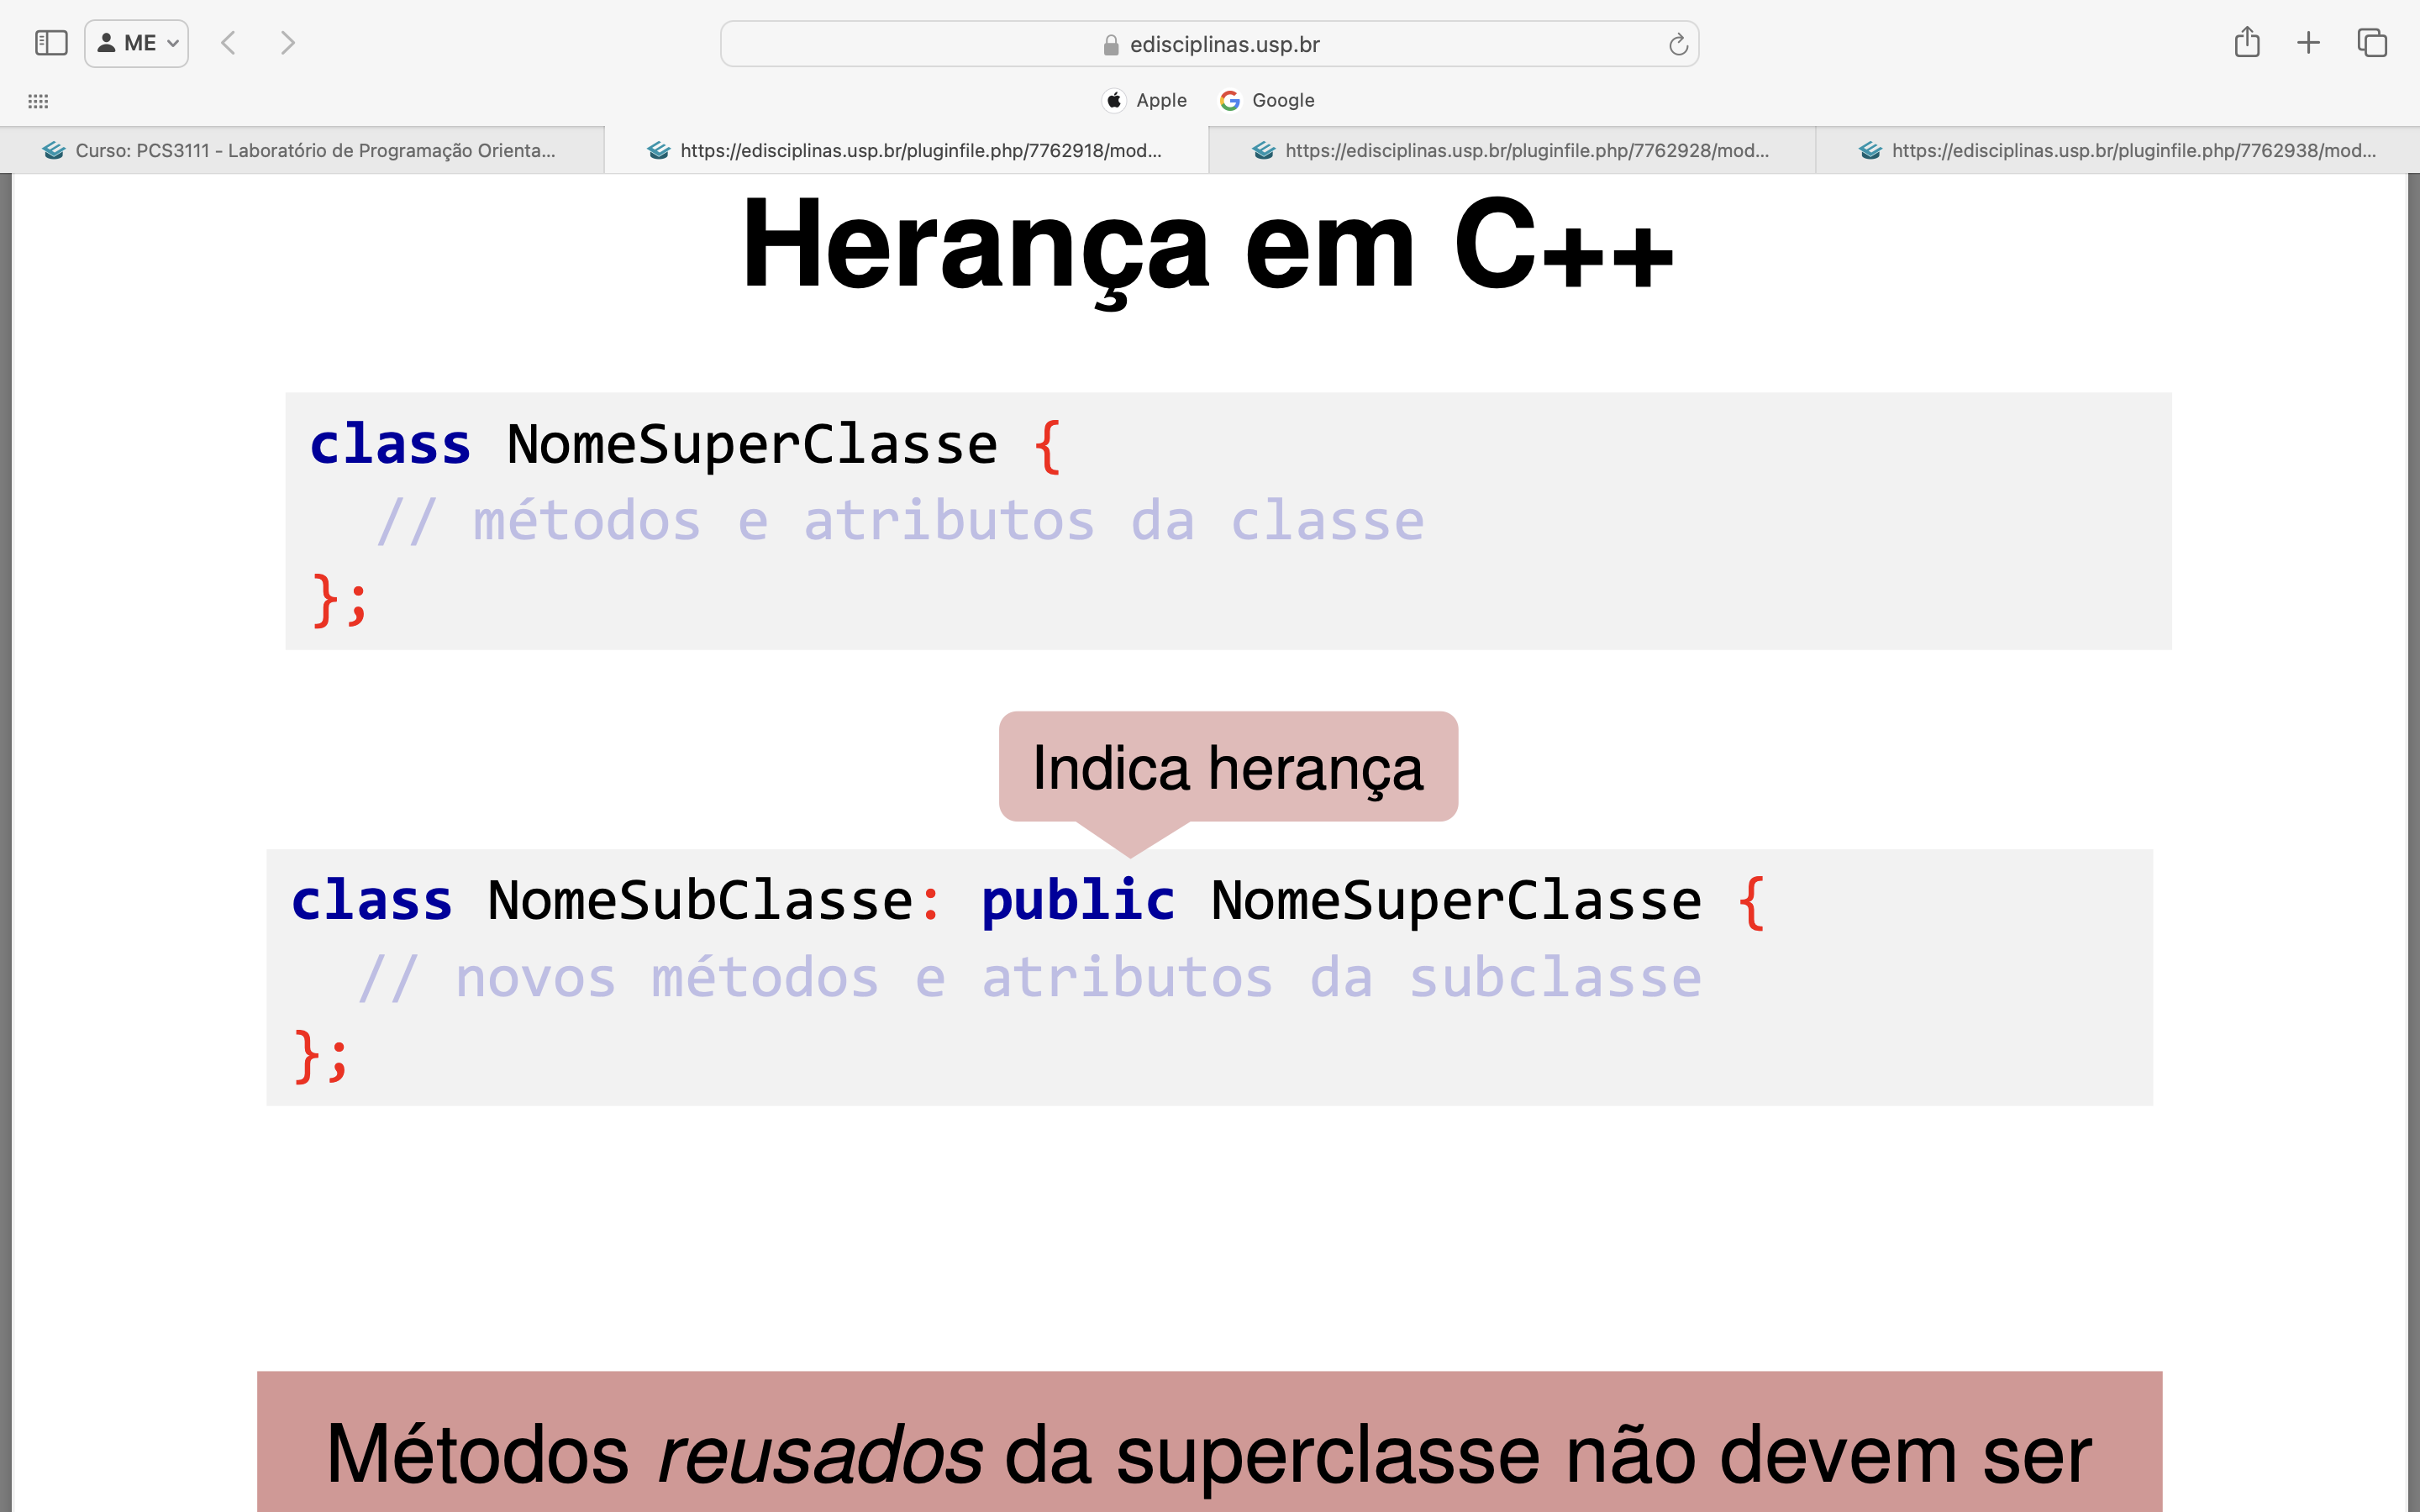 ME
edisciplinas.usp.br
Apple
Google
Curso: PCS3111 - Laboratório de Programação Orienta...
https://edisciplinas.usp.br/pluginfile.php/7762918/mod...
https://edisciplinas.usp.br/pluginfile.php/7762928/mod...
https://edisciplinas.usp.br/pluginfile.php/7762938/mod...
Herança em C++
class NomeSuperClasse {
// métodos e atributos da classe
};
Indica herança
class NomeSubClasse: public NomeSuperClasse {
// novos métodos e atributos da subclasse
};
Métodos reusados da superclasse não devem ser